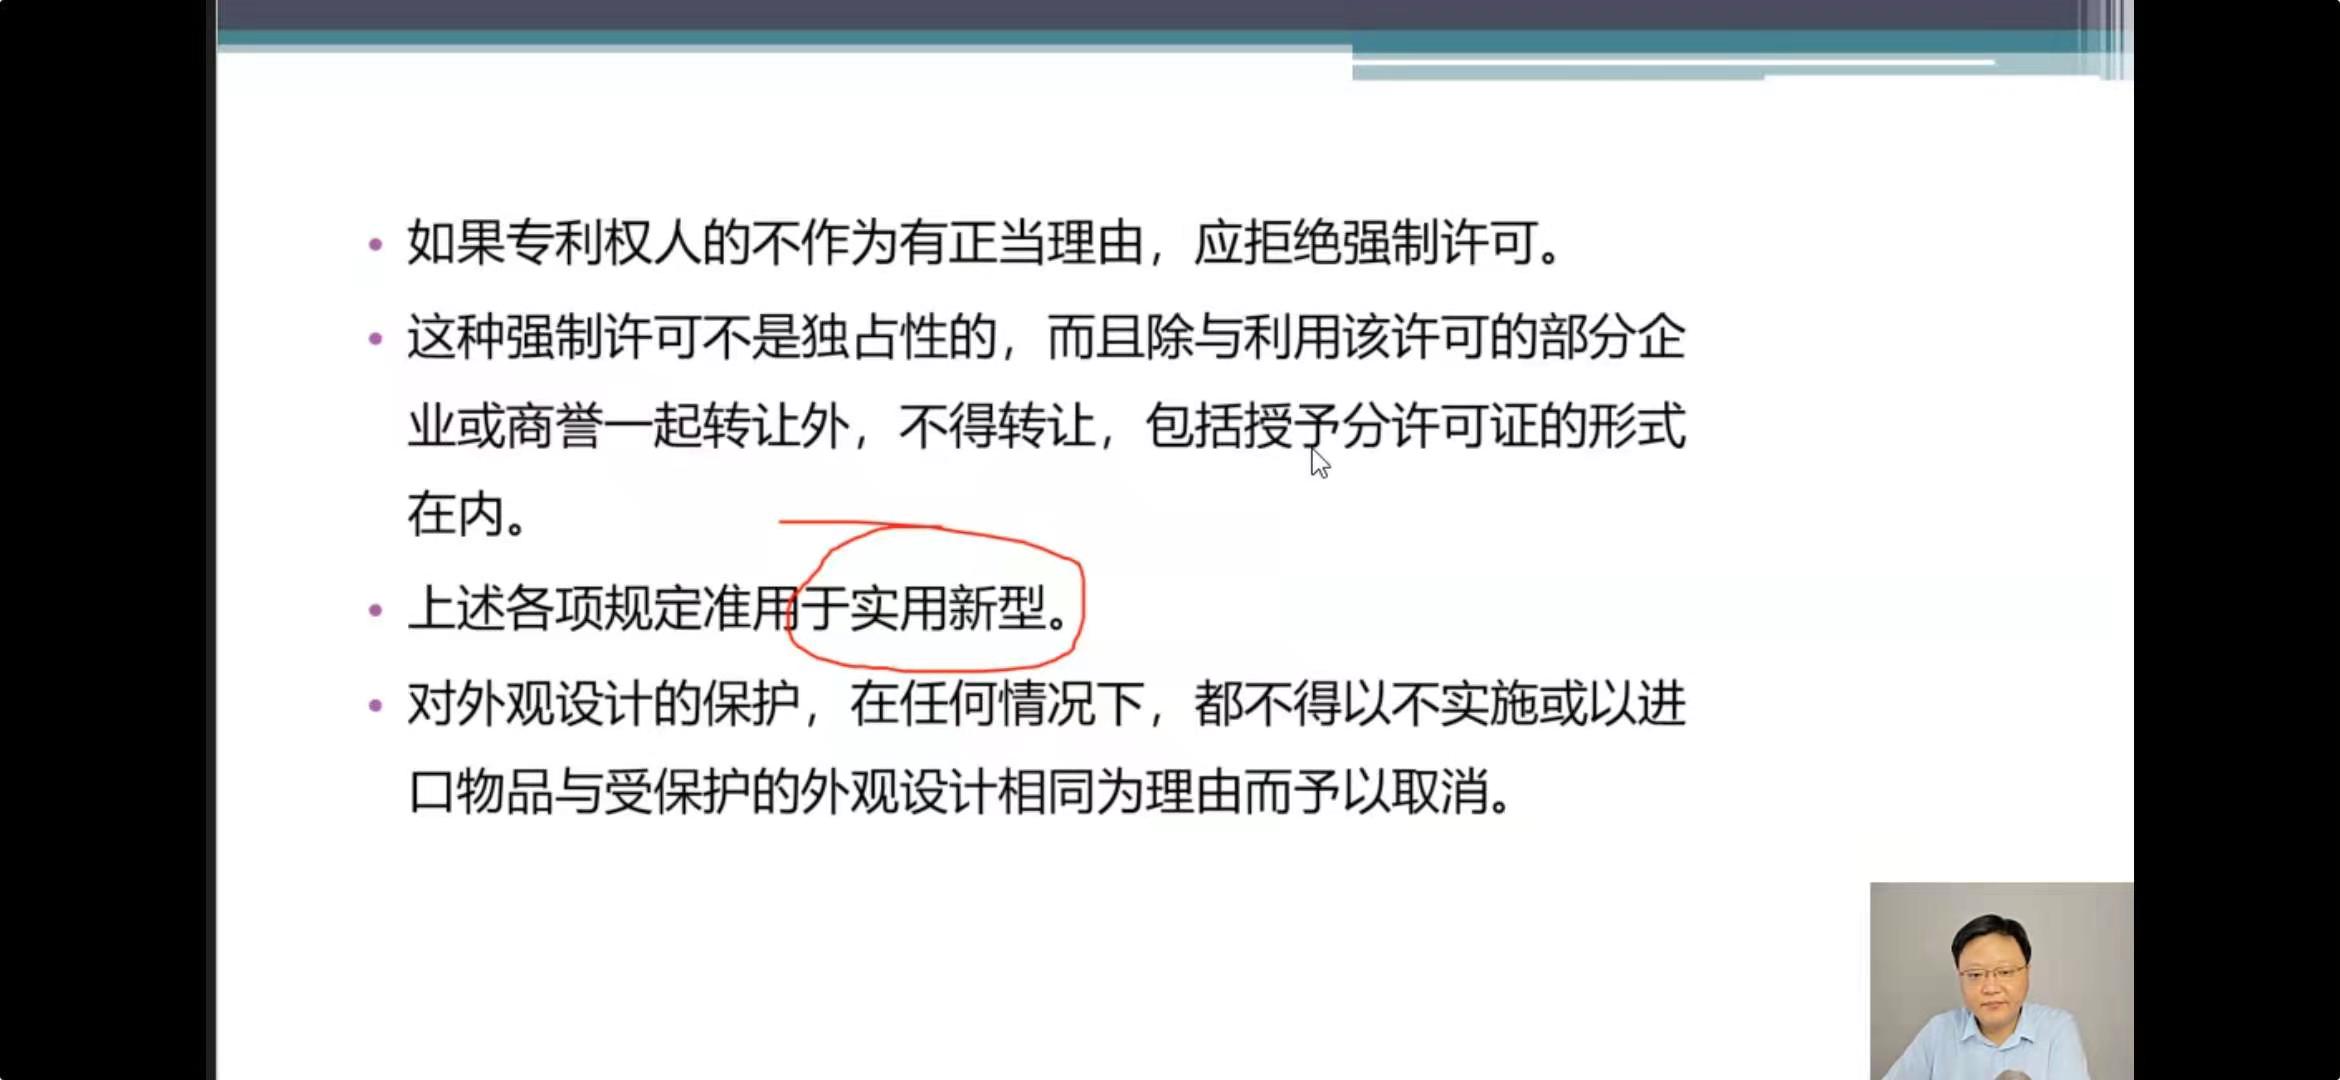 如果专利权人的不作为有正当理由，应拒绝强制许可。
这种强制许可不是独占性的，而且除与利用该许可的部分企
业或商誉一起转让外，不得转让，包括授予分许可证的形式
在内。
上述各项规定准用于实用新型。
对外观设计的保护，在任何情况下，都不得以不实施或以进
口物品与受保护的外观设计相同为理由而予以取消。